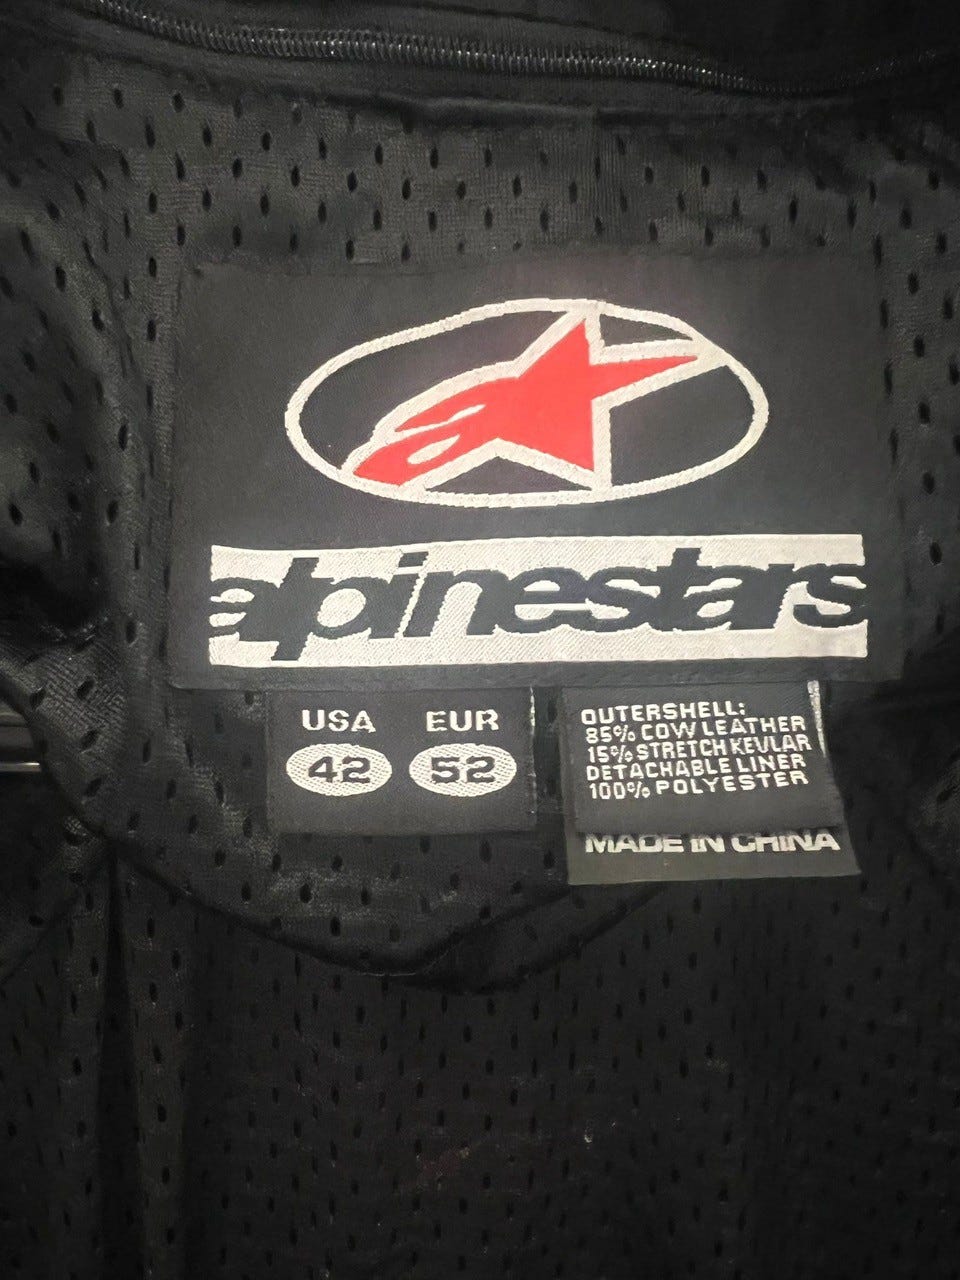 alpinestars
USA EUR
42 52
OUTERSHELL:
85% COW LEATHER
15% STRETCH KEVLAR
DETACHABLE LINER
100% POLYESTER
MADE IN CHINA